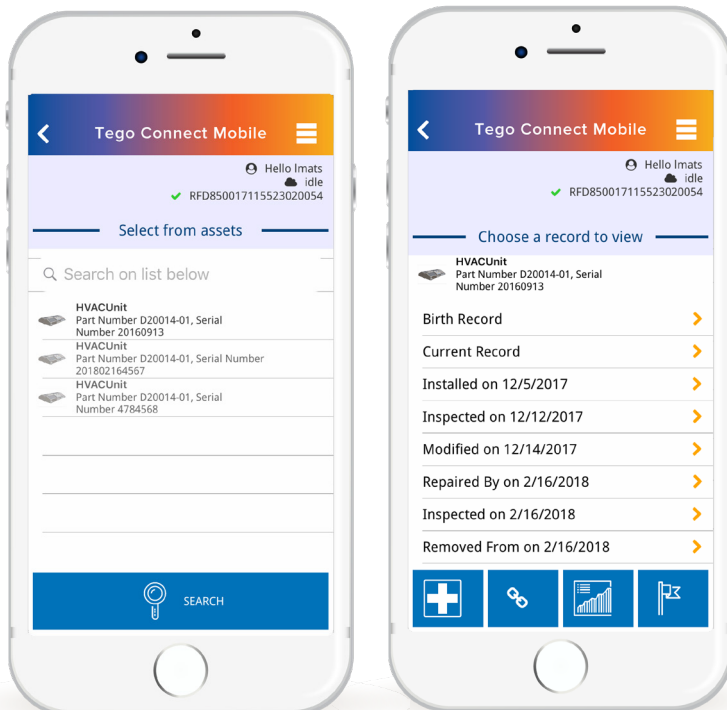 Tego Connect Mobile
Hello lmats
idle
RFD850017115523020054
Select from assets
Search on list below
HVACUnit
Part Number D20014-01, Serial
Number 20160913
HVACUnit
Part Number D20014-01, Serial Number
201802164567
HVACUnit
Part Number D20014-01, Serial
Number 4784568
SEARCH
Tego Connect Mobile
Hello lmats
idle
RFD850017115523020054
Choose a record to view
HVACUnit
Part Number D20014-01, Serial
Number 20160913
Birth Record
Current Record
Installed on 12/5/2017
Inspected on 12/12/2017
Modified on 12/14/2017
Repaired By on 2/16/2018
Inspected on 2/16/2018
Removed From on 2/16/2018